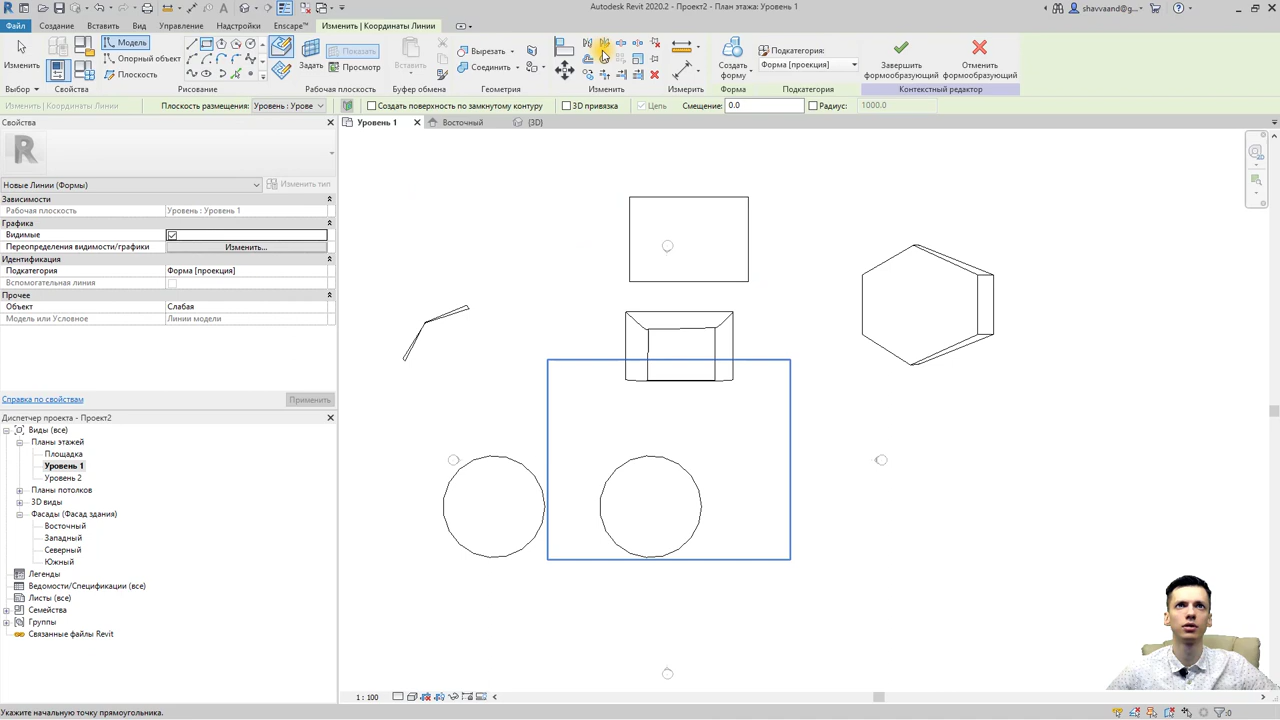 Autodesk Revit 2020.2 - Проект2 - План этажа: Уровень 1
shavvaand@g...
Файл Создание Вставить Вид Управление Надстройки Enscape™ Изменить | Координаты Линии
Изменить
Модель
Опорный объект
Плоскость
Задать
Показать
Просмотр
Вставить
Вырезать
Соединить
Создать форму
Подкатегория:
Форма [проекция]
Завершить формообразующий
Отменить формообразующий
Выбор Свойства Рисование Рабочая плоскость Буфер обмена Геометрия Изменить Измерить Форма Подкатегория Контекстный редактор
Изменить | Координаты Линии Плоскость размещения: Уровень : Урове Создать поверхность по замкнутому контуру 3D привязка Цепь Смещение: 0.0 Радиус: 1000.0
Свойства
Уровень 1 Восточный {3D}
R
Новые Линии (Формы) Изменить тип
Зависимости
Рабочая плоскость Уровень : Уровень 1
Графика
Видимые
Переопределения видимости/графики Изменить...
Идентификация
Подкатегория Форма [проекция]
Вспомогательная линия
Прочее
Объект Слабая
Модель или Условное Линии модели
Справка по свойствам Применить
Диспетчер проекта - Проект2
Виды (все)
Планы этажей
Площадка
Уровень 1
Уровень 2
Планы потолков
3D виды
Фасады (Фасад здания)
Восточный
Западный
Северный
Южный
Легенды
Ведомости/Спецификации (все)
Листы (все)
Семейства
Группы
Связанные файлы Revit
1 : 100
Укажите начальную точку прямоугольника.
:0